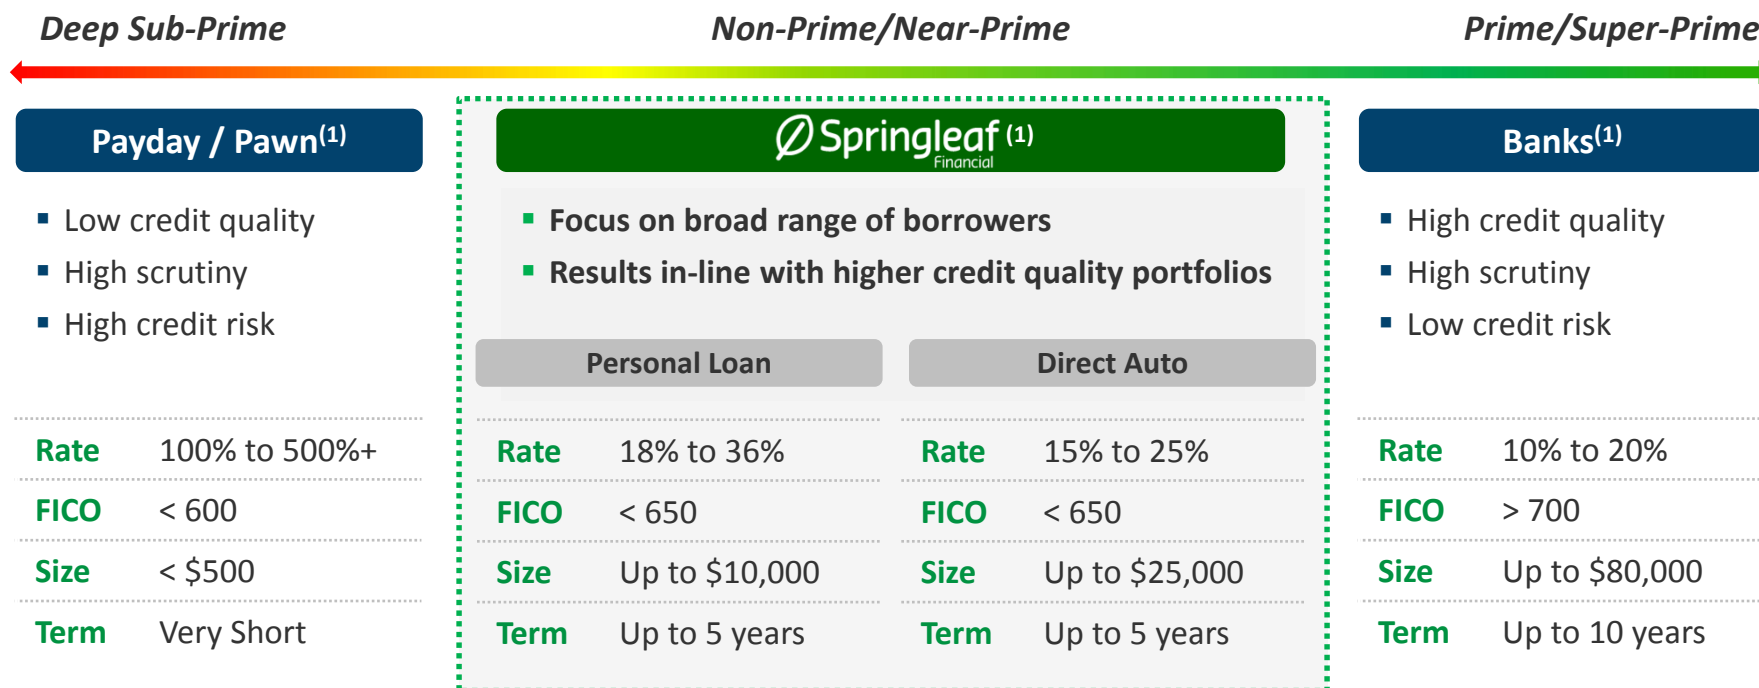 Deep Sub-Prime
Non-Prime/Near-Prime
Prime/Super-Prime
Payday / Pawn(1)
Low credit quality
High scrutiny
High credit risk
Rate 100% to 500%+
FICO < 600
Size < $500
Term Very Short
Springleaf (1)
Financial
Focus on broad range of borrowers
Results in-line with higher credit quality portfolios
Personal Loan
Rate 18% to 36%
FICO < 650
Size Up to $10,000
Term Up to 5 years
Direct Auto
Rate 15% to 25%
FICO < 650
Size Up to $25,000
Term Up to 5 years
Banks(1)
High credit quality
High scrutiny
Low credit risk
Rate 10% to 20%
FICO > 700
Size Up to $80,000
Term Up to 10 years